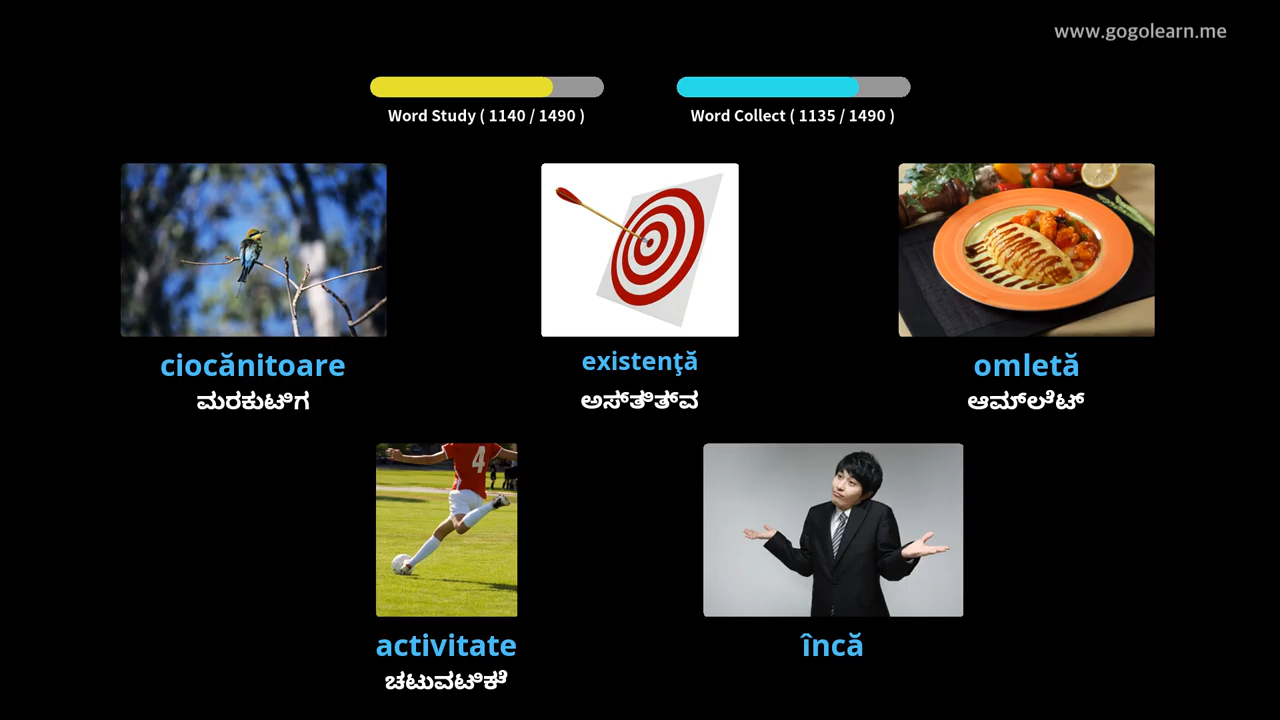 www.gogolearn.me
Word Study ( 1140 / 1490 )
Word Collect ( 1135 / 1490 )
ciocănitoare
ಮರಕುಟಿಗ
existenţă
ಅಸ್ತಿತ್ವ
omletă
ಆಮ್ಲೆಟ್
4
activitate
ಚಟುವಟಿಕೆ
încă